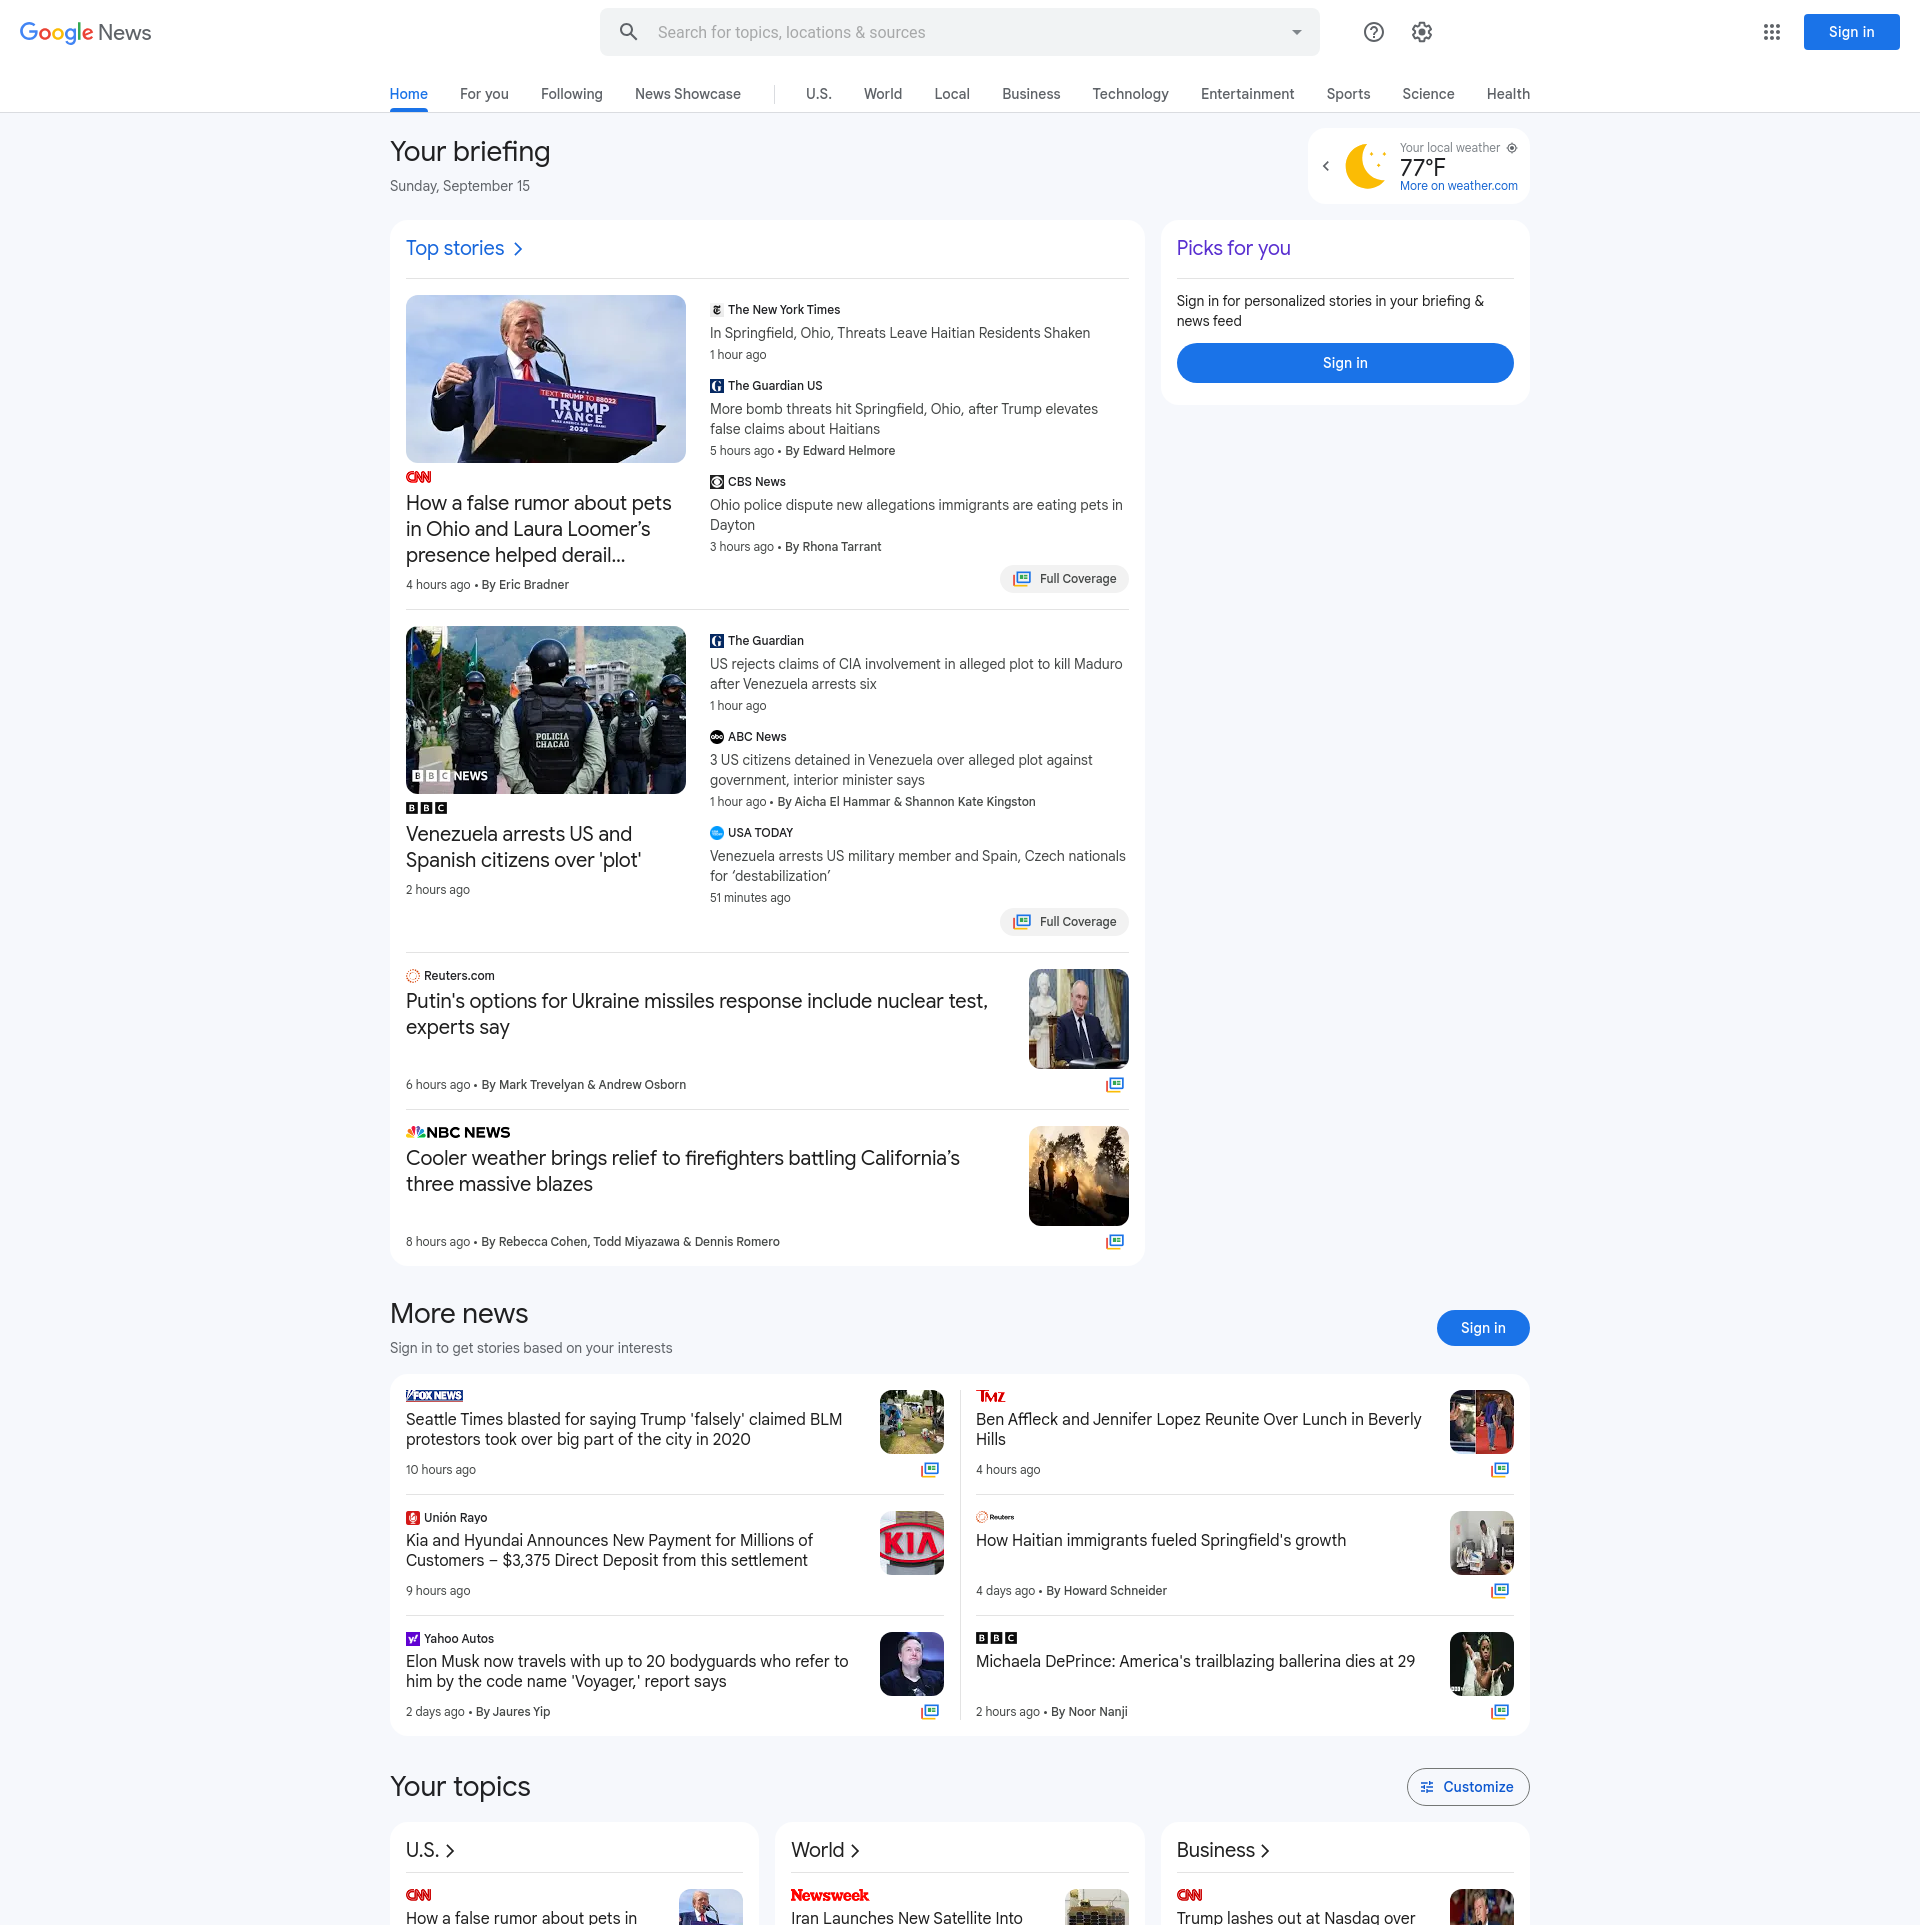 Google News
Search for topics, locations & sources
Sign in
Home
For you
Following
News Showcase
U.S.
World
Local
Business
Technology
Entertainment
Sports
Science
Health
Your briefing
Sunday, September 15
Your local weather
77°F
More on weather.com
Top stories
TEXT TRUMP TO 88022
TRUMP
VANCE
MAKE AMERICA GREAT AGAIN!
2024
CNN
How a false rumor about pets
in Ohio and Laura Loomer’s
presence helped derail...
4 hours ago • By Eric Bradner
The New York Times
In Springfield, Ohio, Threats Leave Haitian Residents Shaken
1 hour ago
The Guardian US
More bomb threats hit Springfield, Ohio, after Trump elevates
false claims about Haitians
5 hours ago • By Edward Helmore
CBS News
Ohio police dispute new allegations immigrants are eating pets in
Dayton
3 hours ago • By Rhona Tarrant
Full Coverage
Picks for you
Sign in for personalized stories in your briefing &
news feed
Sign in
POLICIA
CHACAO
BBC NEWS
BBC
Venezuela arrests US and
Spanish citizens over 'plot'
2 hours ago
The Guardian
US rejects claims of CIA involvement in alleged plot to kill Maduro
after Venezuela arrests six
1 hour ago
abc ABC News
3 US citizens detained in Venezuela over alleged plot against
government, interior minister says
1 hour ago • By Aicha El Hammar & Shannon Kate Kingston
USA TODAY
Venezuela arrests US military member and Spain, Czech nationals
for ‘destabilization’
51 minutes ago
Full Coverage
Reuters.com
Putin's options for Ukraine missiles response include nuclear test,
experts say
6 hours ago • By Mark Trevelyan & Andrew Osborn
NBC NEWS
Cooler weather brings relief to firefighters battling California’s
three massive blazes
8 hours ago • By Rebecca Cohen, Todd Miyazawa & Dennis Romero
More news
Sign in to get stories based on your interests
Sign in
FOX NEWS
Seattle Times blasted for saying Trump 'falsely' claimed BLM
protestors took over big part of the city in 2020
10 hours ago
TMZ
Ben Affleck and Jennifer Lopez Reunite Over Lunch in Beverly
Hills
4 hours ago
Unión Rayo
Kia and Hyundai Announces New Payment for Millions of
Customers – $3,375 Direct Deposit from this settlement
9 hours ago
KIA
Reuters
How Haitian immigrants fueled Springfield's growth
4 days ago • By Howard Schneider
Yahoo Autos
Elon Musk now travels with up to 20 bodyguards who refer to
him by the code name 'Voyager,' report says
2 days ago • By Jaures Yip
BBC
Michaela DePrince: America's trailblazing ballerina dies at 29
2 hours ago • By Noor Nanji
Your topics
Customize
U.S.
CNN
How a false rumor about pets in
World
Newsweek
Iran Launches New Satellite Into
Business
CNN
Trump lashes out at Nasdaq over